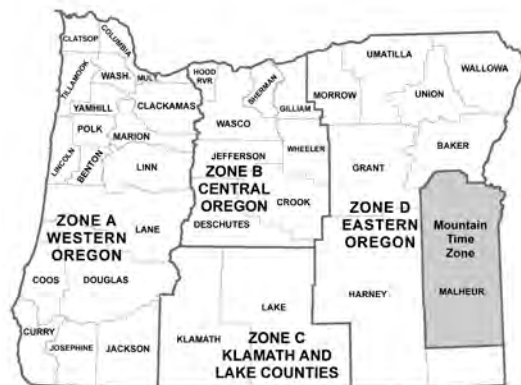 CLATSOP
COLUMBIA
TILLAMOOK
WASH.
MULT
HOOD
RVR
SHERMAN
GILLIAM
MORROW
UMATILLA
WALLOWA
UNION
YAMHILL
CLACKAMAS
WASCO
POLK
MARION
LINCOLN
BENTON
LINN
JEFFERSON
WHEELER
BAKER
GRANT
ZONE B
CENTRAL
OREGON
CROOK
DESCHUTES
ZONE A
WESTERN
OREGON
LANE
ZONE D
EASTERN
OREGON
Mountain
Time
Zone
MALHEUR
COOS
DOUGLAS
HARNEY
LAKE
CURRY
JOSEPHINE
JACKSON
KLAMATH
ZONE C
KLAMATH AND
LAKE COUNTIES